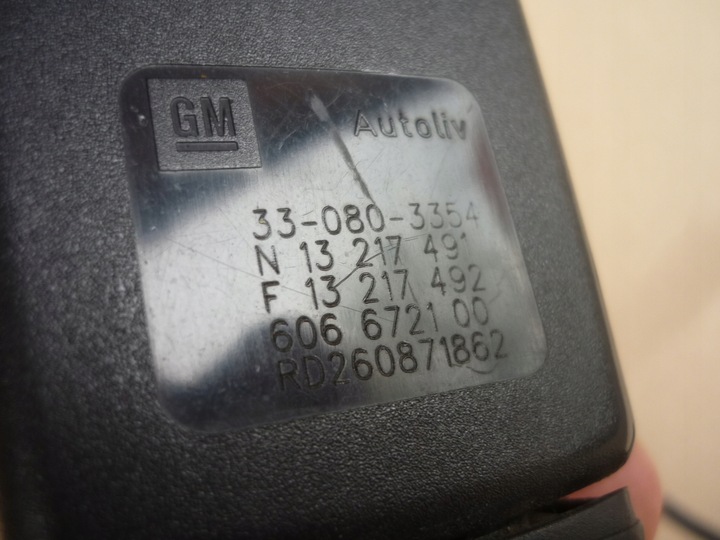 GM
Autoliv
33-080-3354
N 13 217 491
F 13 217 492
606 6721 00
RD260871862